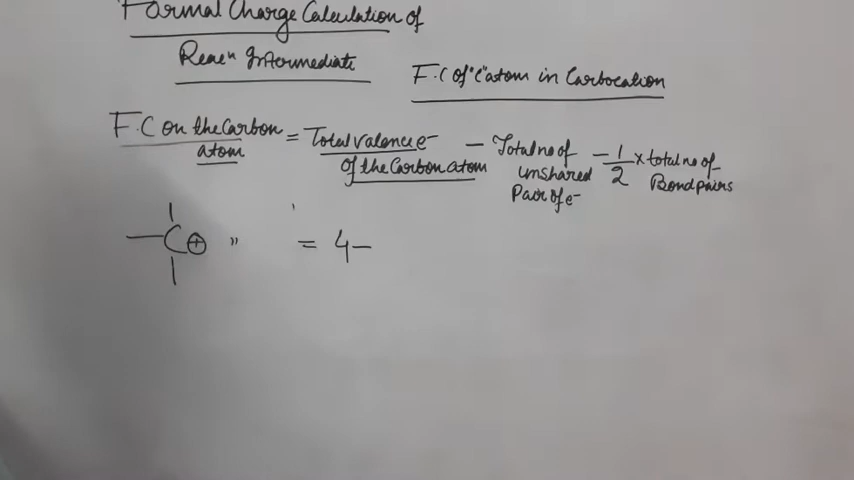 Formal Charge Calculation of
Reacⁿ Intermediate
F.C of "C" atom in Carbocation
F.C on the Carbon atom = Total valence e⁻ of the Carbon atom − Total no of unshared Pair of e⁻ − 1/2 × total no of Bond pairs
C⊕ " = 4 −